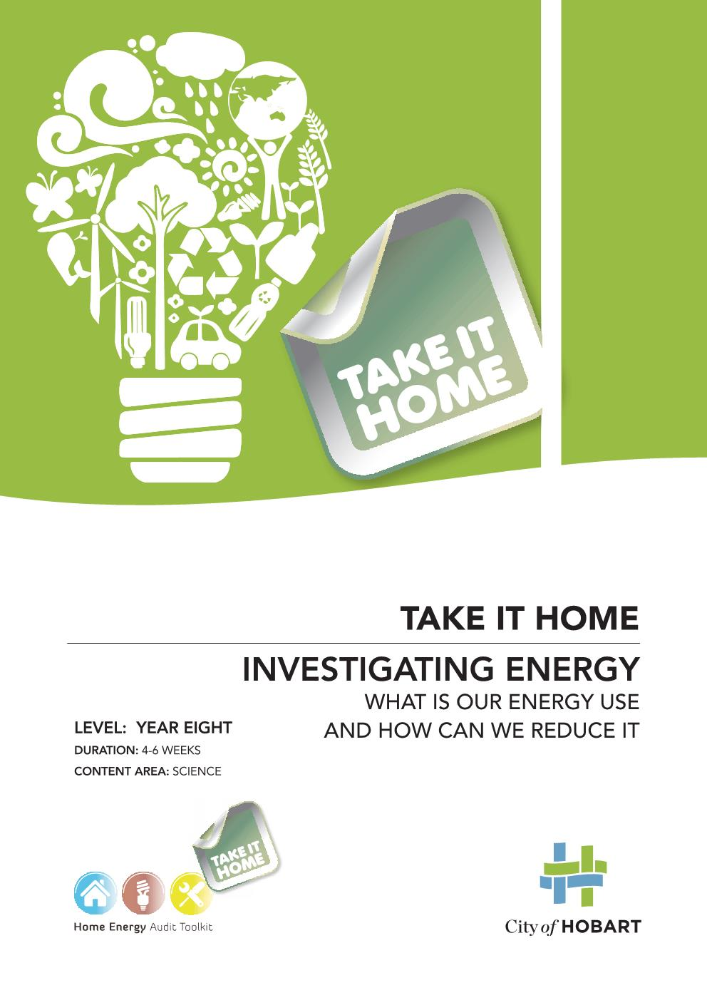 TAKE IT
HOME
TAKE IT HOME
INVESTIGATING ENERGY
WHAT IS OUR ENERGY USE
AND HOW CAN WE REDUCE IT
LEVEL: YEAR EIGHT
DURATION: 4-6 WEEKS
CONTENT AREA: SCIENCE
TAKE IT
HOME
Home Energy Audit Toolkit
City of HOBART